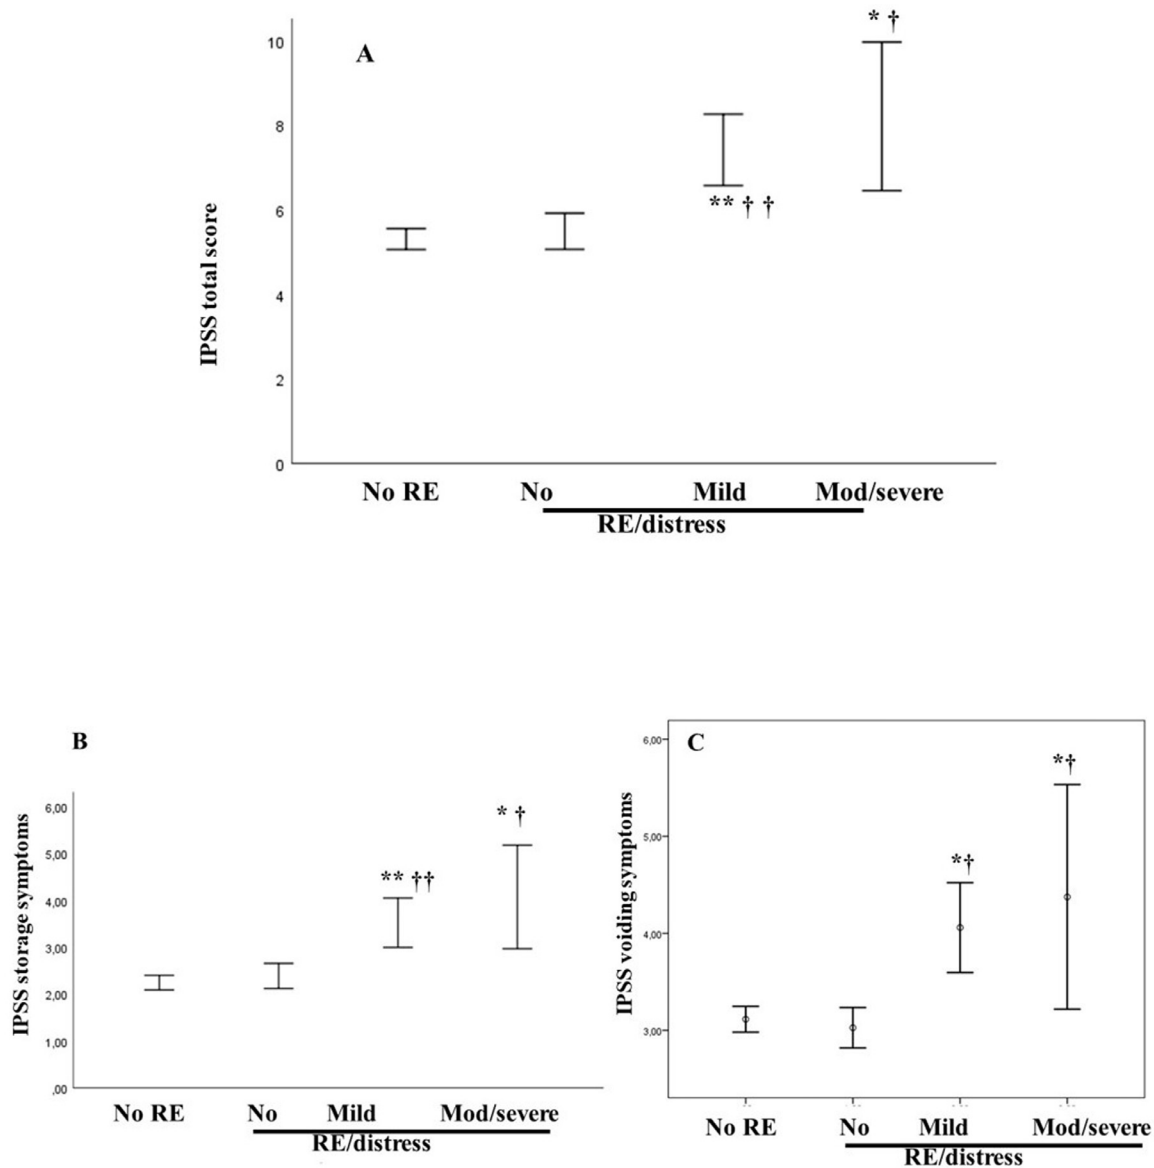 A
* †
10
8
** † †
6
4
2
0
IPSS total score
No RE No Mild Mod/severe
RE/distress
B
IPSS storage symptoms
6,00
5,00
4,00
3,00
2,00
1,00
,00
* †
** ††
No RE No Mild Mod/severe
RE/distress
C
IPSS voiding symptoms
6,00
5,00
4,00
3,00
*†
*†
No RE No Mild Mod/severe
RE/distress